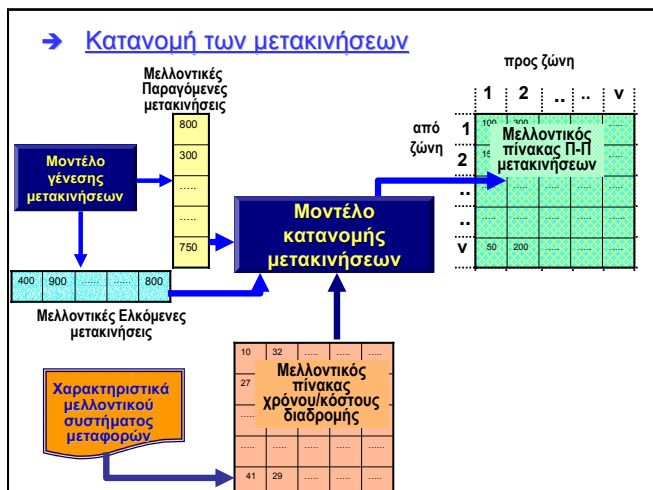 ➔ Κατανομή των μετακινήσεων
προς ζώνη
1 2 .. .. ν
από
ζώνη
1
2
..
..
ν
100 300 .....
Μελλοντικός
πίνακας Π-Π
μετακινήσεων
..... ..... ..... ..... .....
50 200 ..... ..... .....
Μελλοντικές
Παραγόμενες
μετακινήσεις
800
300
.....
.....
750
Μοντέλο
γένεσης
μετακινήσεων
Μοντέλο
κατανομής
μετακινήσεων
400 900 ...... ...... 800
Μελλοντικές Ελκόμενες
μετακινήσεις
10 32 ..... ..... .....
27
Μελλοντικός
πίνακας
χρόνου/κόστους
διαδρομής
..... ..... ..... ..... .....
41 29 ..... ..... .....
Χαρακτηριστικά
μελλοντικού
συστήματος
μεταφορών